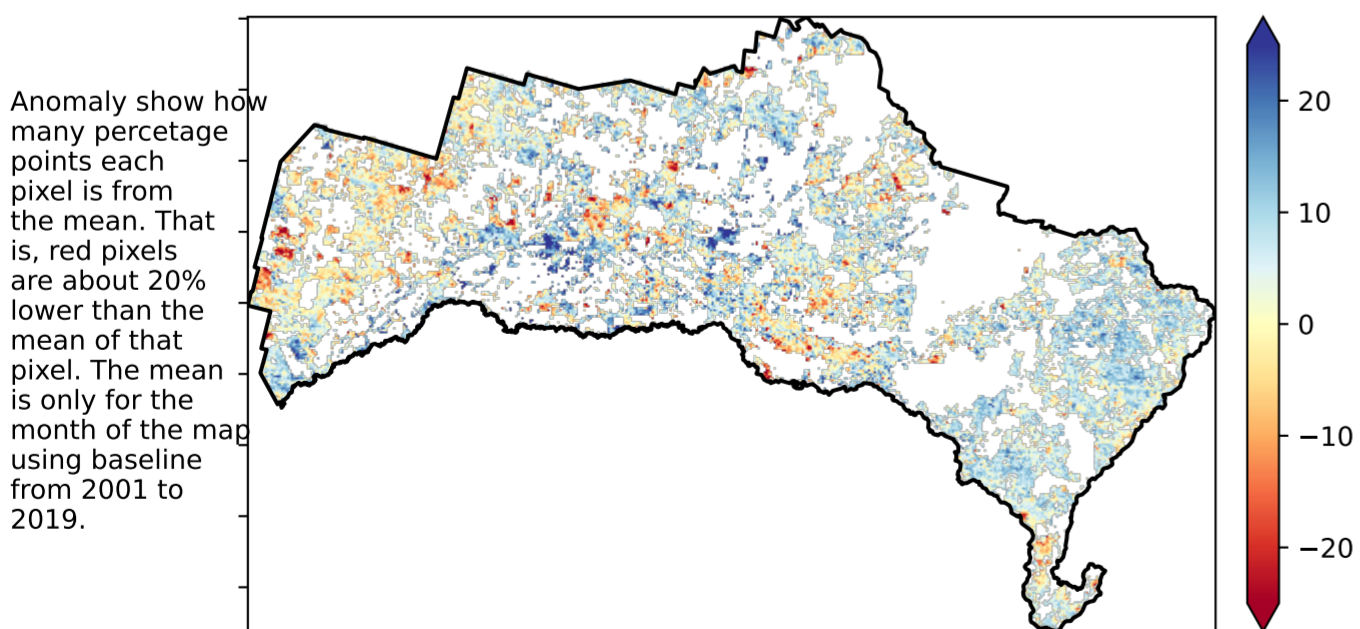 Anomaly show how
many percetage
points each
pixel is from
the mean. That
is, red pixels
are about 20%
lower than the
mean of that
pixel. The mean
is only for the
month of the map
using baseline
from 2001 to
2019.
20
10
0
−10
−20